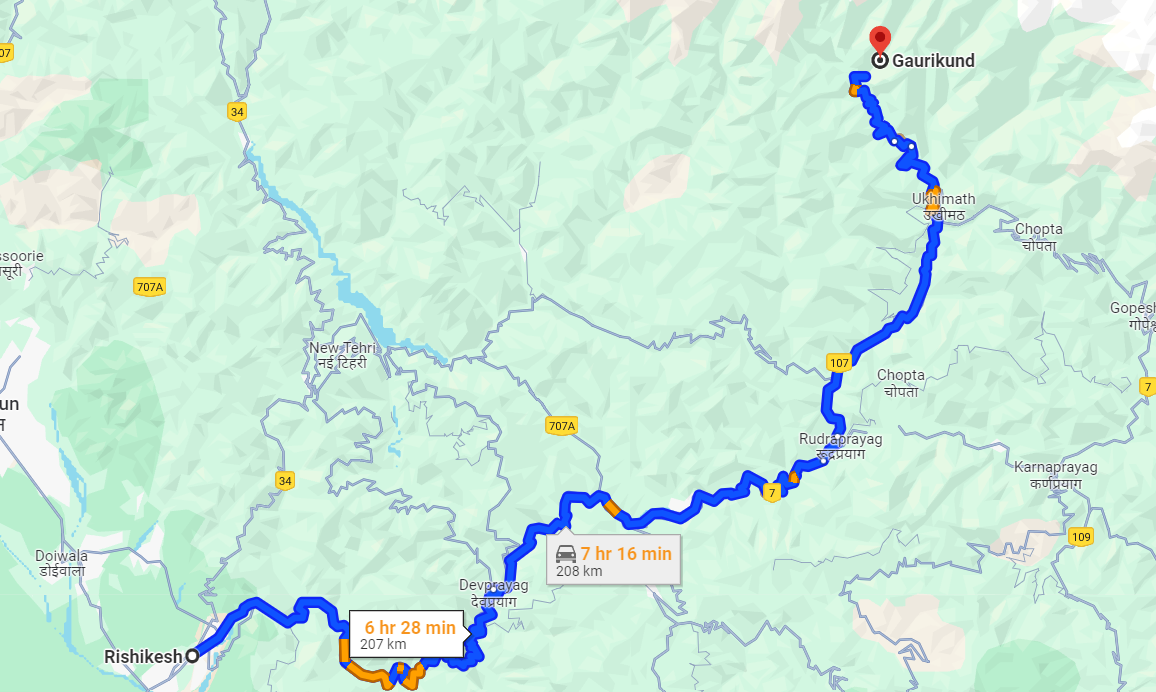 07
Gaurikund
34
Ukhimath
उखीमठ
Chopta
चोपता
ssoorie
सूरी
707A
Gopesh
गोपेश्व
New Tehri
नई टिहरी
107
Chopta
चोपता
7
un
न
707A
Rudraprayag
रूद्रप्रयाग
Karnaprayag
कर्णप्रयाग
34
7
109
Doiwala
डोईवाला
7 hr 16 min
208 km
Devprayag
देवप्रयाग
6 hr 28 min
207 km
Rishikesh